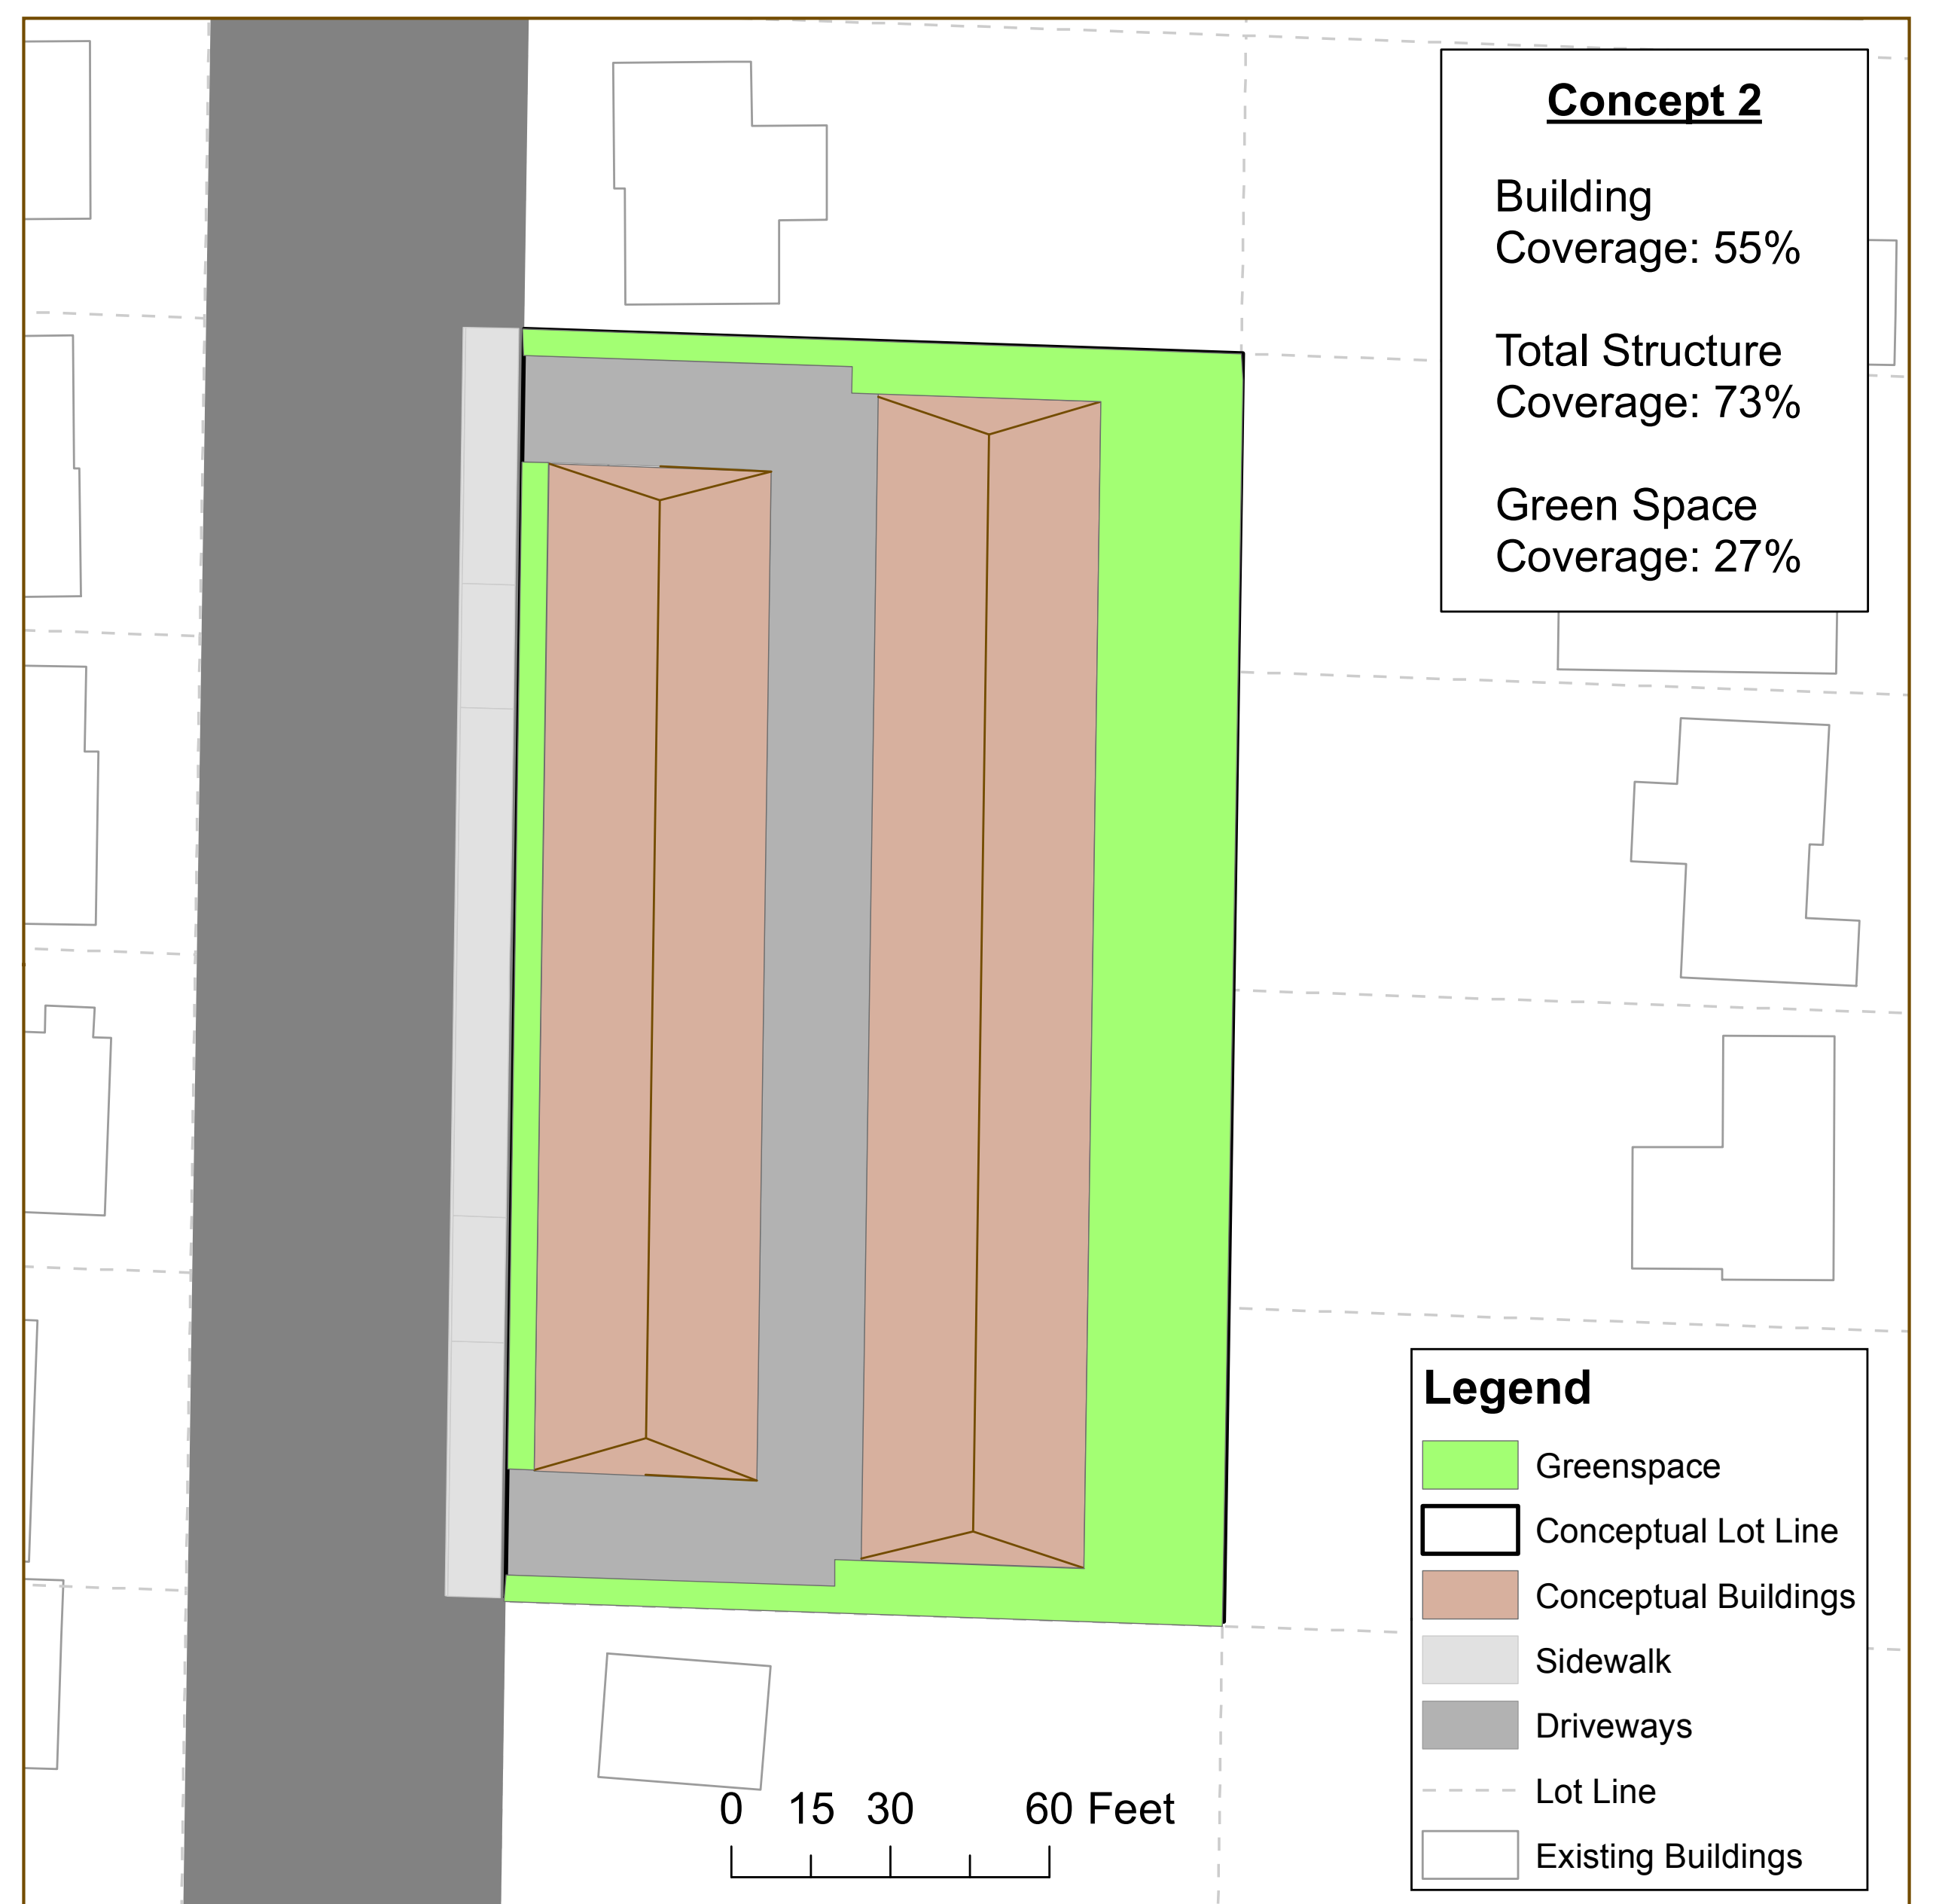 Concept 2
Building
Coverage: 55%
Total Structure
Coverage: 73%
Green Space
Coverage: 27%
Legend
Greenspace
Conceptual Lot Line
Conceptual Buildings
Sidewalk
Driveways
Lot Line
Existing Buildings
0 15 30 60 Feet